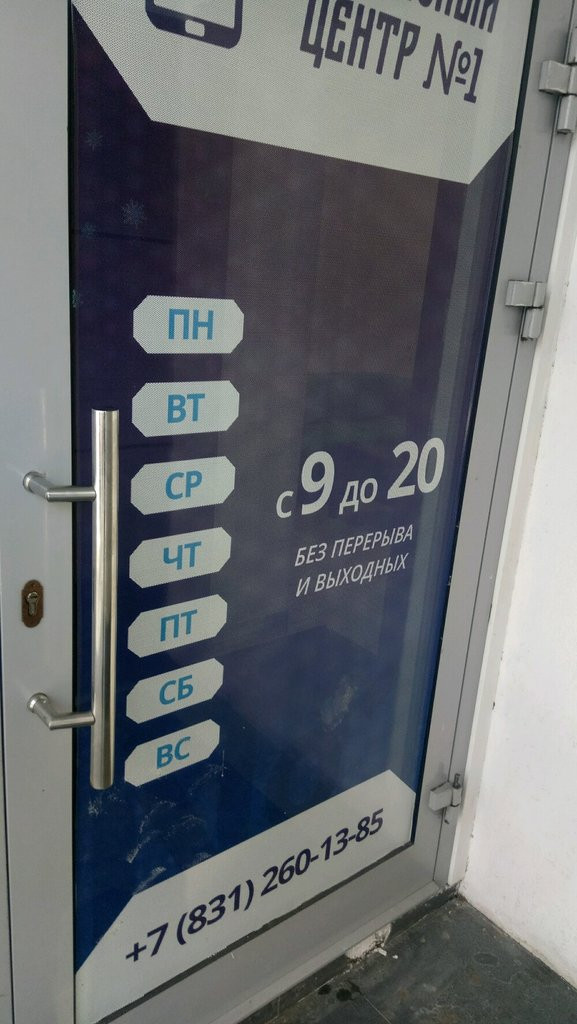 ЦЕНТР №1
ПН
ВТ
СР
ЧТ
ПТ
СБ
ВС
с 9 до 20
БЕЗ ПЕРЕРЫВА
И ВЫХОДНЫХ
+7 (831) 260-13-85